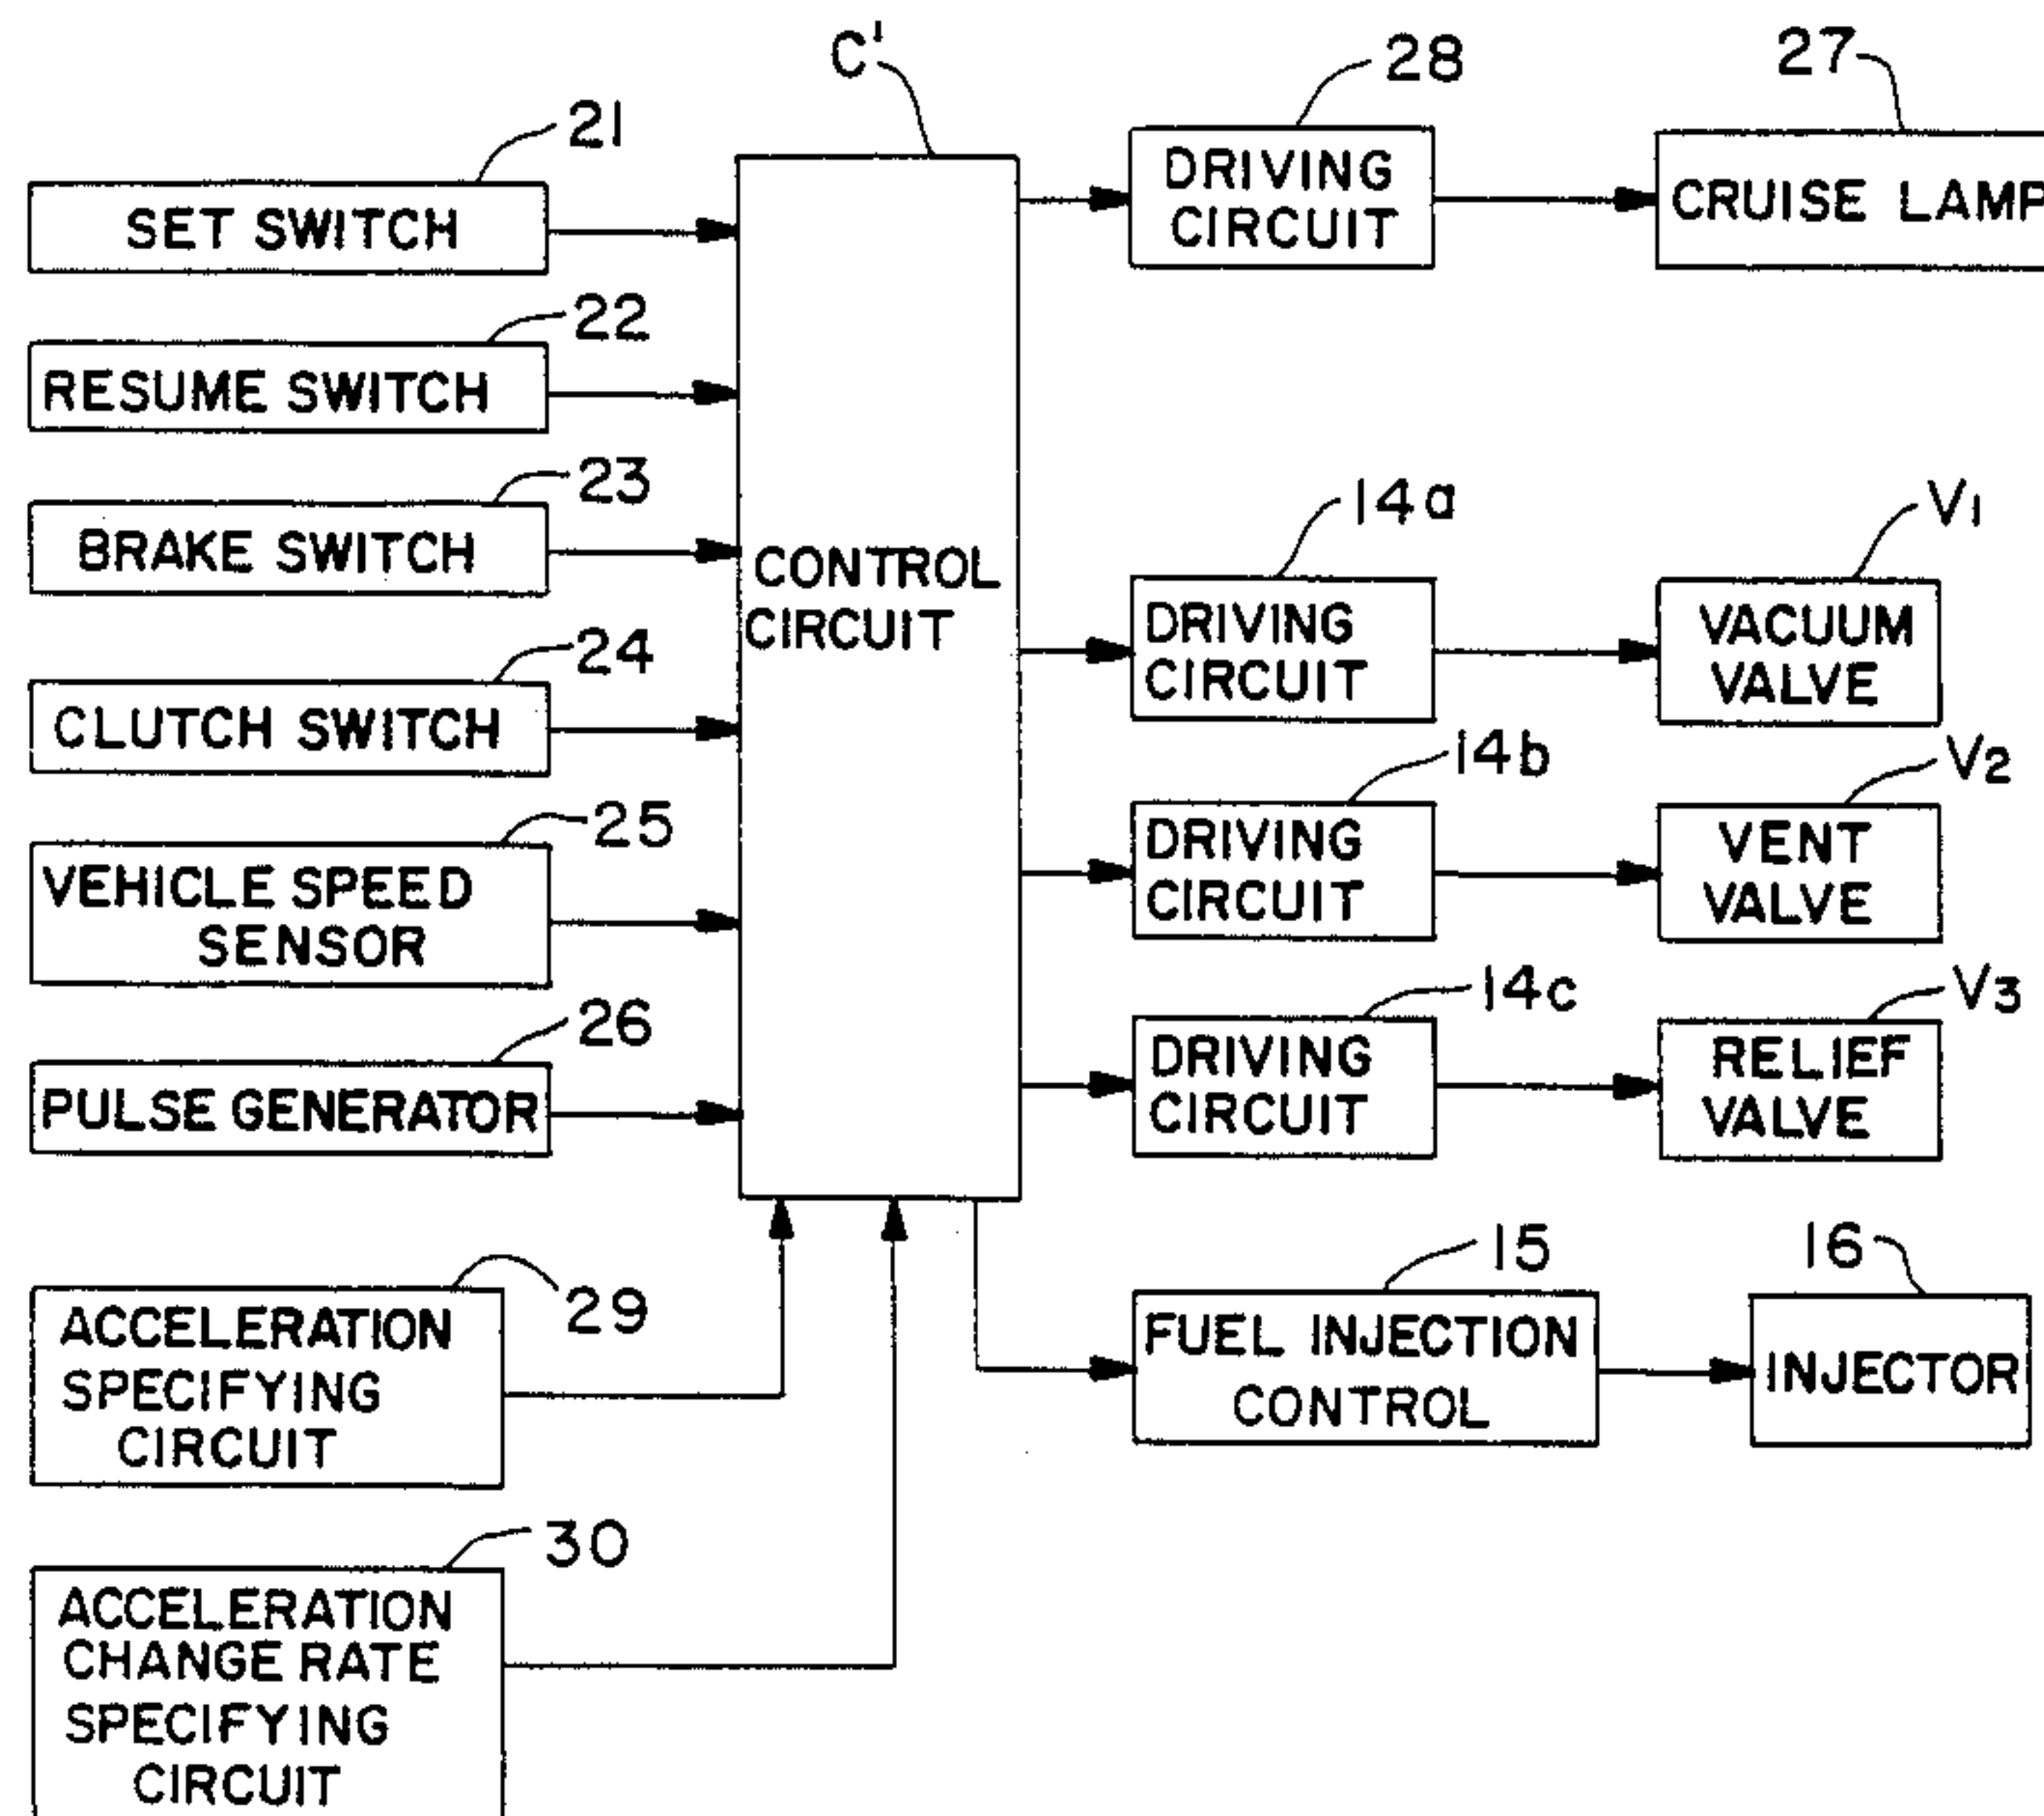 C'
28
27
21
DRIVING
CIRCUIT
CRUISE LAMP
SET SWITCH
22
RESUME SWITCH
23
14a
V1
BRAKE SWITCH
CONTROL
CIRCUIT
DRIVING
CIRCUIT
VACUUM
VALVE
24
CLUTCH SWITCH
14b
V2
25
DRIVING
CIRCUIT
VENT
VALVE
VEHICLE SPEED
SENSOR
14c
V3
26
DRIVING
CIRCUIT
RELIEF
VALVE
PULSE GENERATOR
15
16
29
ACCELERATION
SPECIFYING
CIRCUIT
FUEL INJECTION
CONTROL
INJECTOR
30
ACCELERATION
CHANGE RATE
SPECIFYING
CIRCUIT